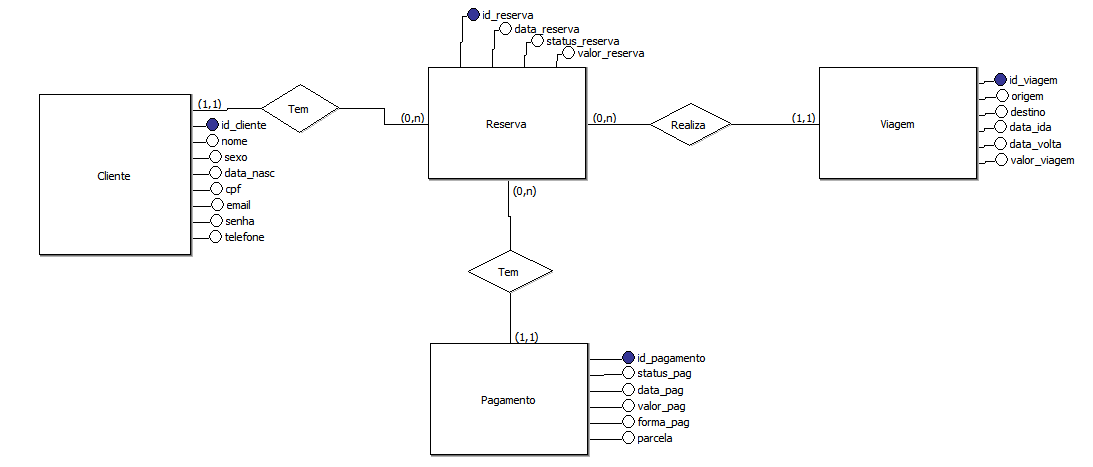 id_reserva
data_reserva
status_reserva
valor_reserva
Cliente
(1,1)
id_cliente
nome
sexo
data_nasc
cpf
email
senha
telefone
Tem
(0,n)
Reserva
(0,n)
Realiza
(1,1)
Viagem
id_viagem
origem
destino
data_ida
data_volta
valor_viagem
(0,n)
Tem
(1,1)
Pagamento
id_pagamento
status_pag
data_pag
valor_pag
forma_pag
parcela